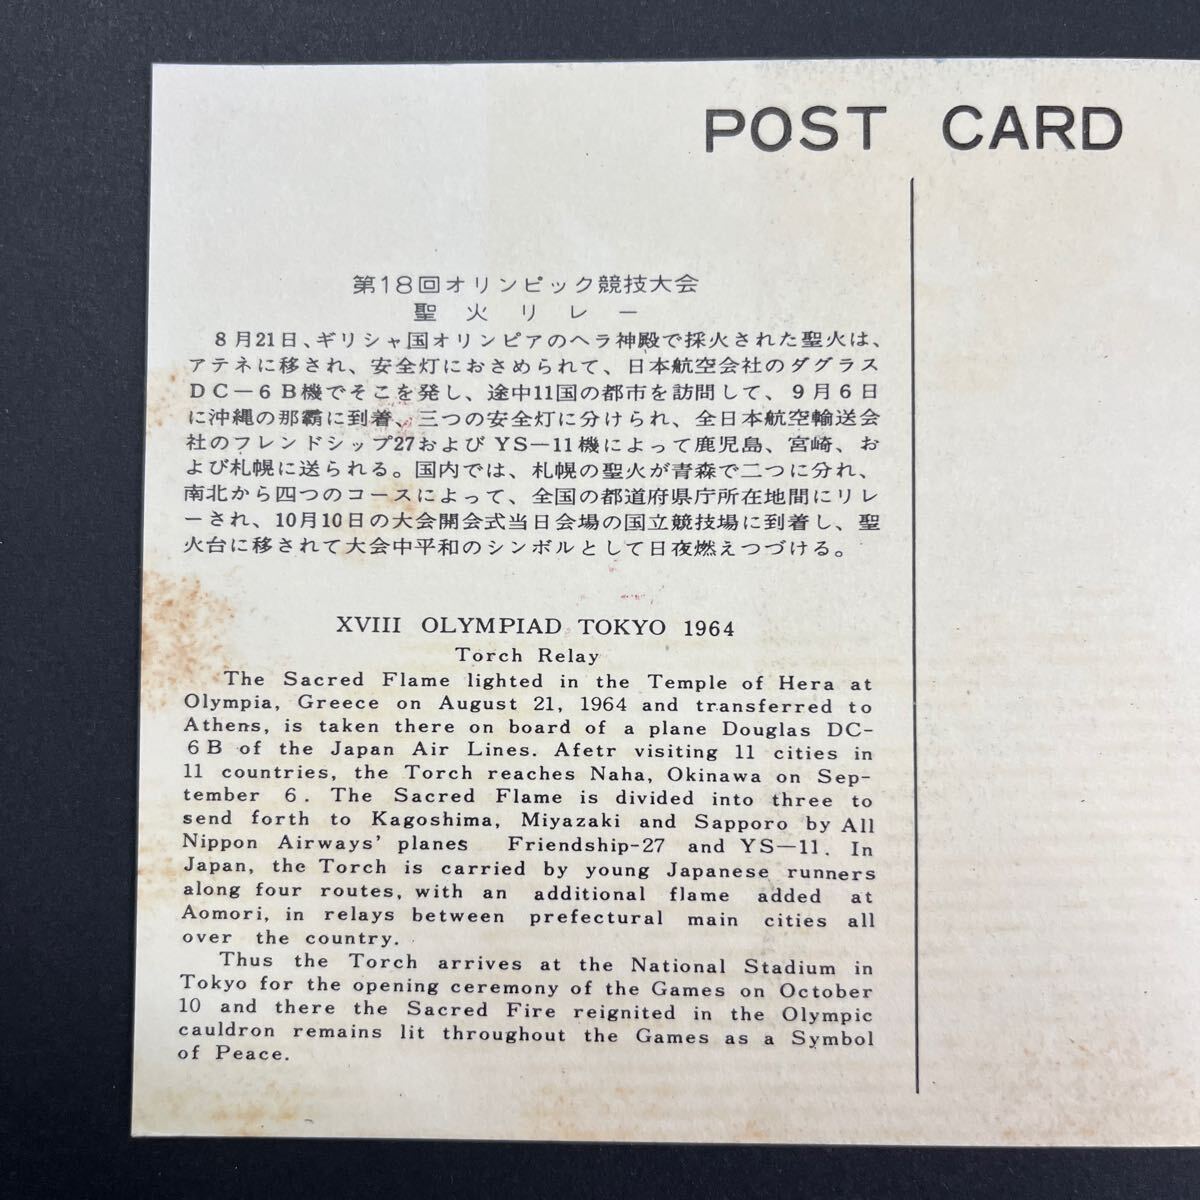 POST CARD
第18回オリンピック競技大会
聖火リレー
8月21日、ギリシャ国オリンピアのヘラ神殿で採火された聖火は、
アテネに移され、安全灯におさめられて、日本航空会社のダグラス
DC－6B機でそこを発し、途中11国の都市を訪問して、9月6日
に沖縄の那覇に到着、三つの安全灯に分けられ、全日本航空輸送会
社のフレンドシップ27およびYS－11機によって鹿児島、宮崎、お
よび札幌に送られる。国内では、札幌の聖火が青森で二つに分れ、
南北から四つのコースによって、全国の都道府県庁所在地間にリレ
ーされ、10月10日の大会開会式当日会場の国立競技場に到着し、聖
火台に移されて大会中平和のシンボルとして日夜燃えつづける。
XVIII OLYMPIAD TOKYO 1964
Torch Relay
The Sacred Flame lighted in the Temple of Hera at
Olympia, Greece on August 21, 1964 and transferred to
Athens, is taken there on board of a plane Douglas DC-
6B of the Japan Air Lines. Afetr visiting 11 cities in
11 countries, the Torch reaches Naha, Okinawa on Sep-
tember 6. The Sacred Flame is divided into three to
send forth to Kagoshima, Miyazaki and Sapporo by All
Nippon Airways' planes Friendship-27 and YS—11. In
Japan, the Torch is carried by young Japanese runners
along four routes, with an additional flame added at
Aomori, in relays between prefectural main cities all
over the country.
Thus the Torch arrives at the National Stadium in
Tokyo for the opening ceremony of the Games on October
10 and there the Sacred Fire reignited in the Olympic
cauldron remains lit throughout the Games as a Symbol
of Peace.